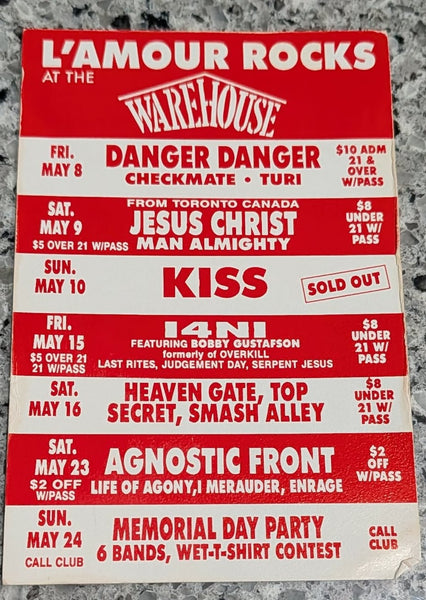 L'AMOUR ROCKS
AT THE
WAREHOUSE
FRI.
MAY 8
DANGER DANGER
CHECKMATE • TURI
$10 ADM
21 &
OVER
W/PASS
SAT.
MAY 9
$5 OVER 21 W/PASS
FROM TORONTO CANADA
JESUS CHRIST
MAN ALMIGHTY
$8
UNDER
21 W/
PASS
SUN.
MAY 10
KISS
SOLD OUT
FRI.
MAY 15
$5 OVER 21
21 W/PASS
I4NI
FEATURING BOBBY GUSTAFSON
formerly of OVERKILL
LAST RITES, JUDGEMENT DAY, SERPENT JESUS
$8
UNDER
21 W/
PASS
SAT.
MAY 16
HEAVEN GATE, TOP
SECRET, SMASH ALLEY
$8
UNDER
21 W/
PASS
SAT.
MAY 23
$2 OFF
W/PASS
AGNOSTIC FRONT
LIFE OF AGONY,I MERAUDER, ENRAGE
$2
OFF
W/PASS
SUN.
MAY 24
CALL CLUB
MEMORIAL DAY PARTY
6 BANDS, WET-T-SHIRT CONTEST
CALL
CLUB